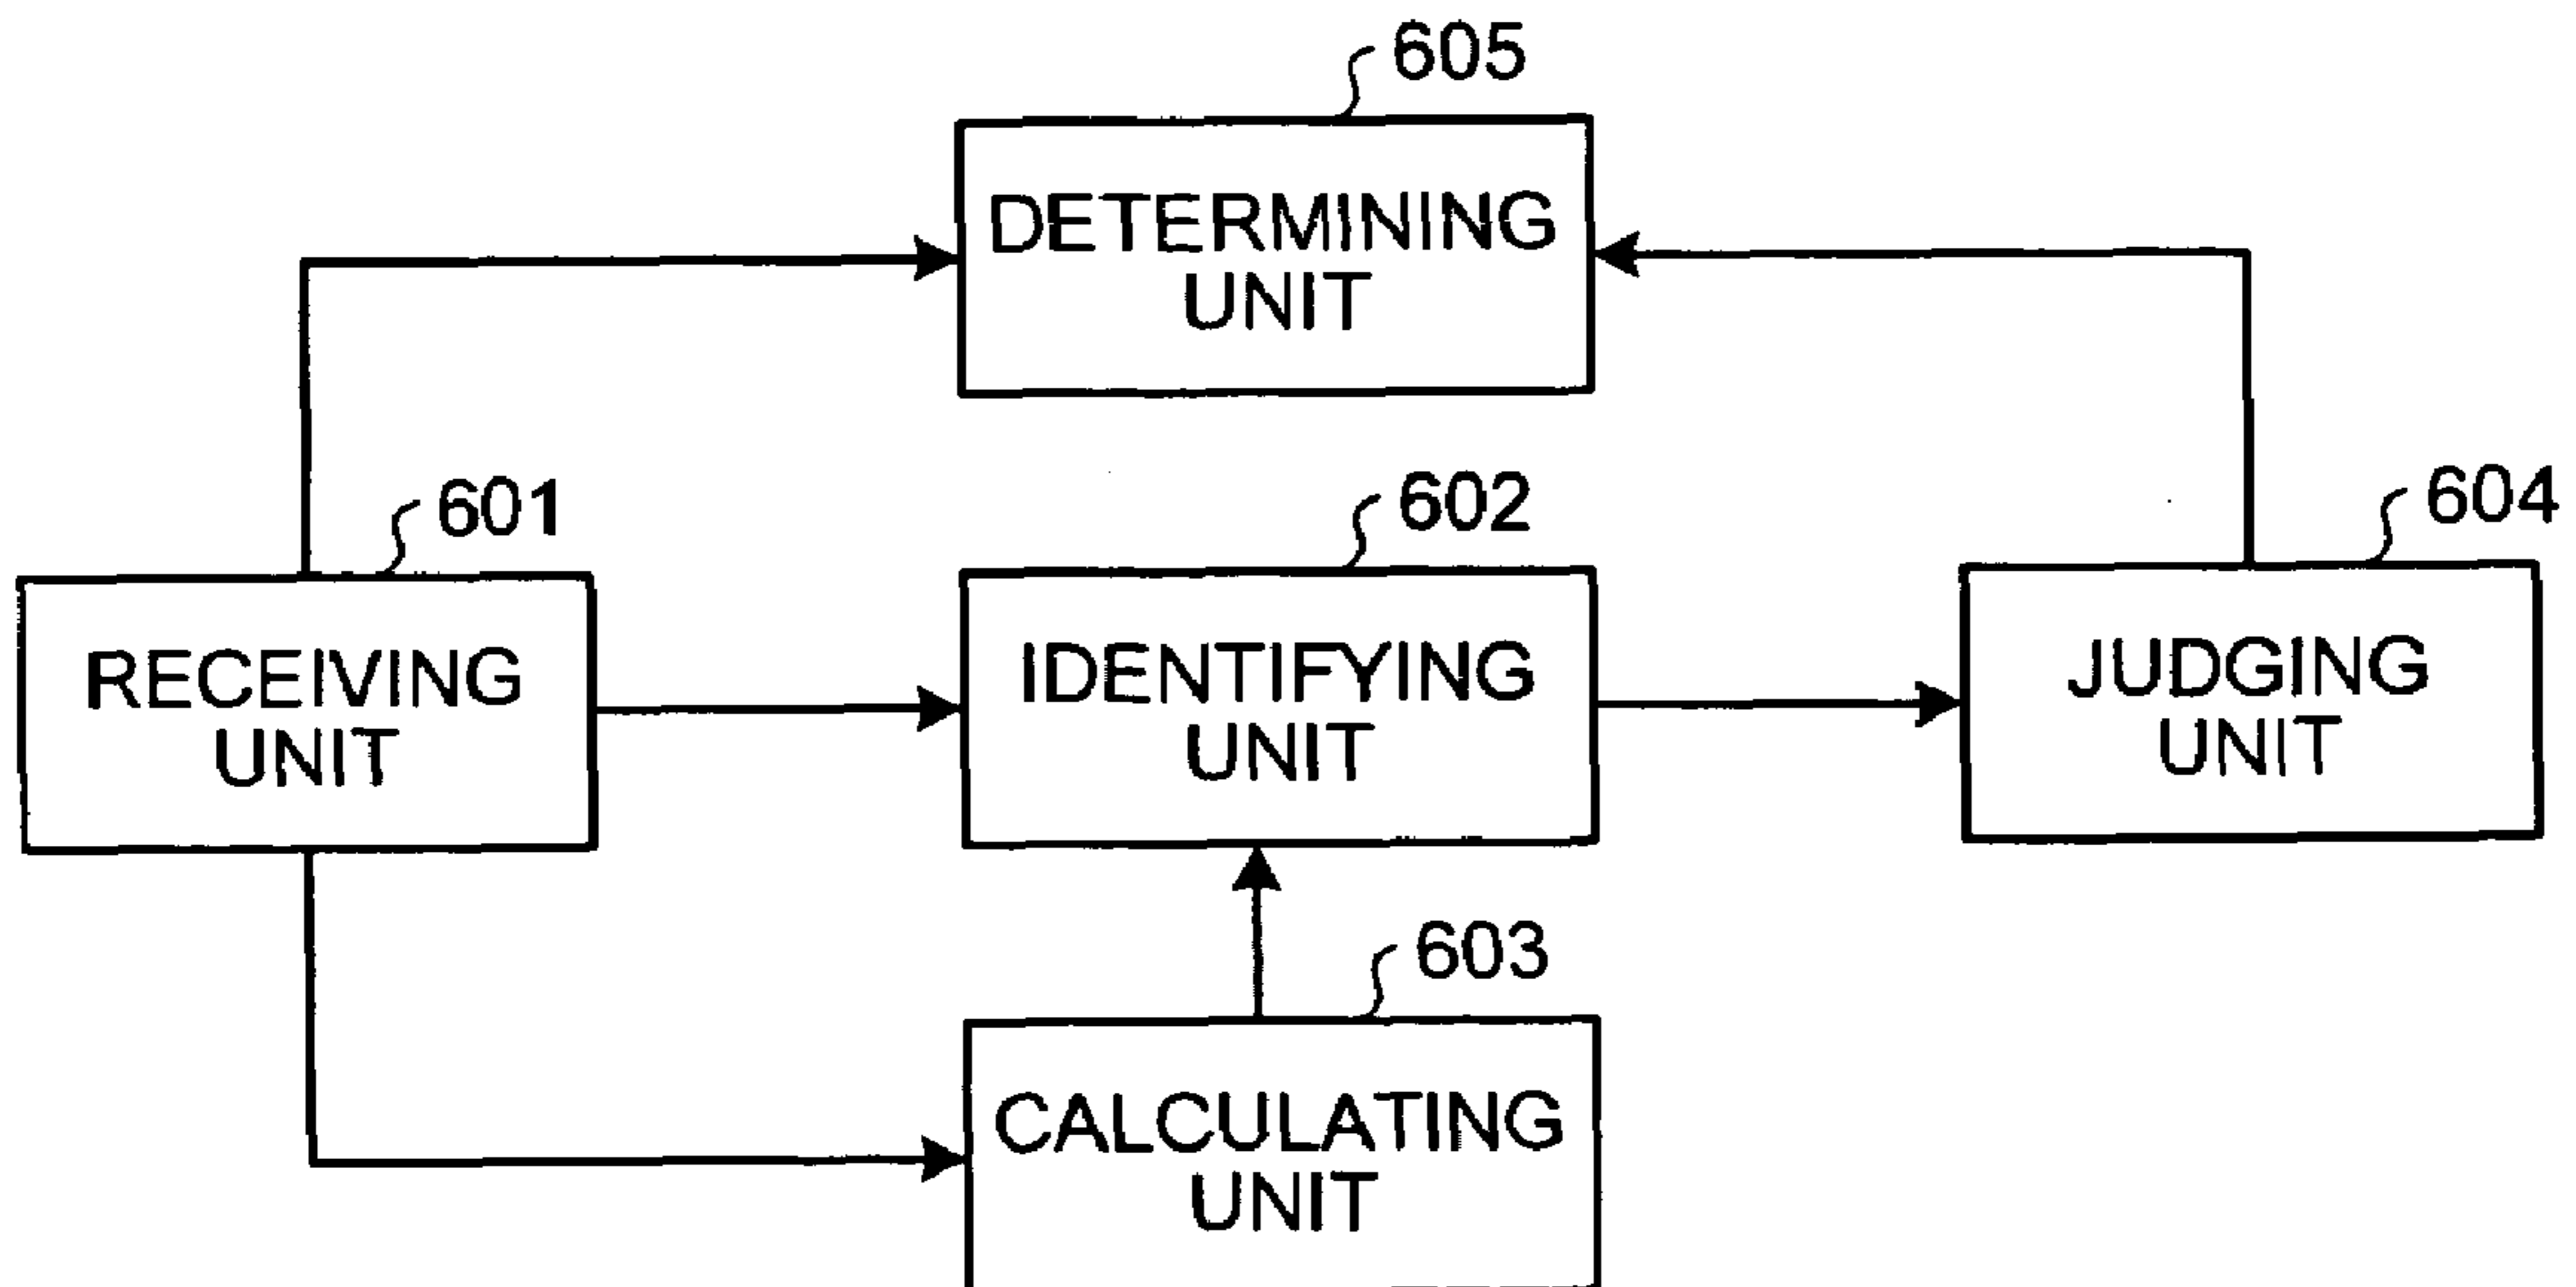 605
DETERMINING
UNIT
601
602
604
RECEIVING
UNIT
IDENTIFYING
UNIT
JUDGING
UNIT
603
CALCULATING
UNIT